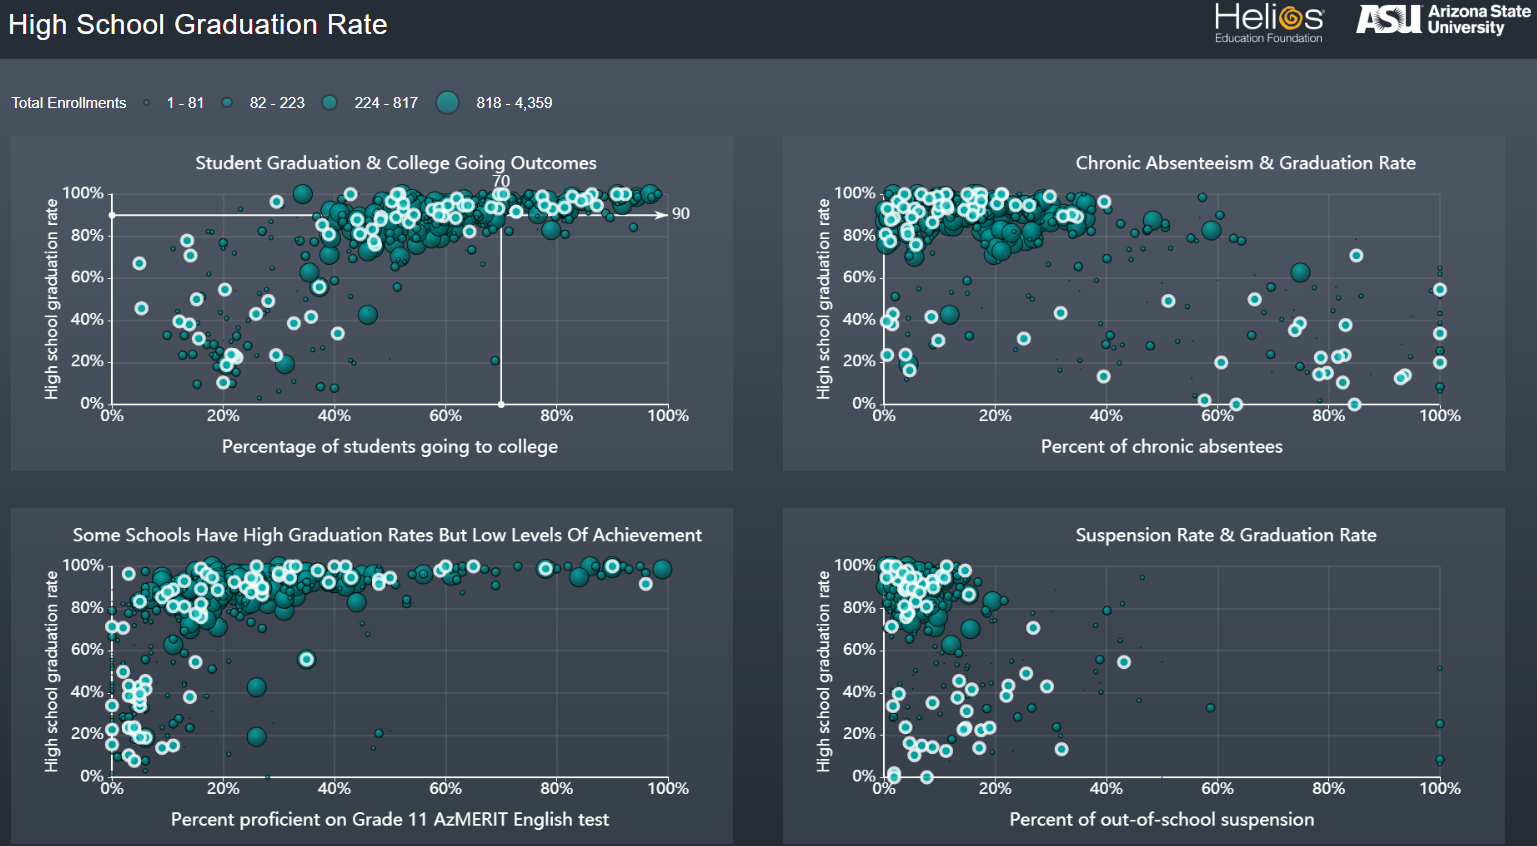 High School Graduation Rate
Helios
Education Foundation
ASU Arizona State
University
Total Enrollments 1 - 81 82 - 223 224 - 817 818 - 4,359
Student Graduation & College Going Outcomes
70
90
High school graduation rate
100%
80%
60%
40%
20%
0%
0% 20% 40% 60% 80% 100%
Percentage of students going to college
Chronic Absenteeism & Graduation Rate
High school graduation rate
100%
80%
60%
40%
20%
0%
0% 20% 40% 60% 80% 100%
Percent of chronic absentees
Some Schools Have High Graduation Rates But Low Levels Of Achievement
High school graduation rate
100%
80%
60%
40%
20%
0%
0% 20% 40% 60% 80% 100%
Percent proficient on Grade 11 AzMERIT English test
Suspension Rate & Graduation Rate
High school graduation rate
100%
80%
60%
40%
20%
0%
0% 20% 40% 60% 80% 100%
Percent of out-of-school suspension